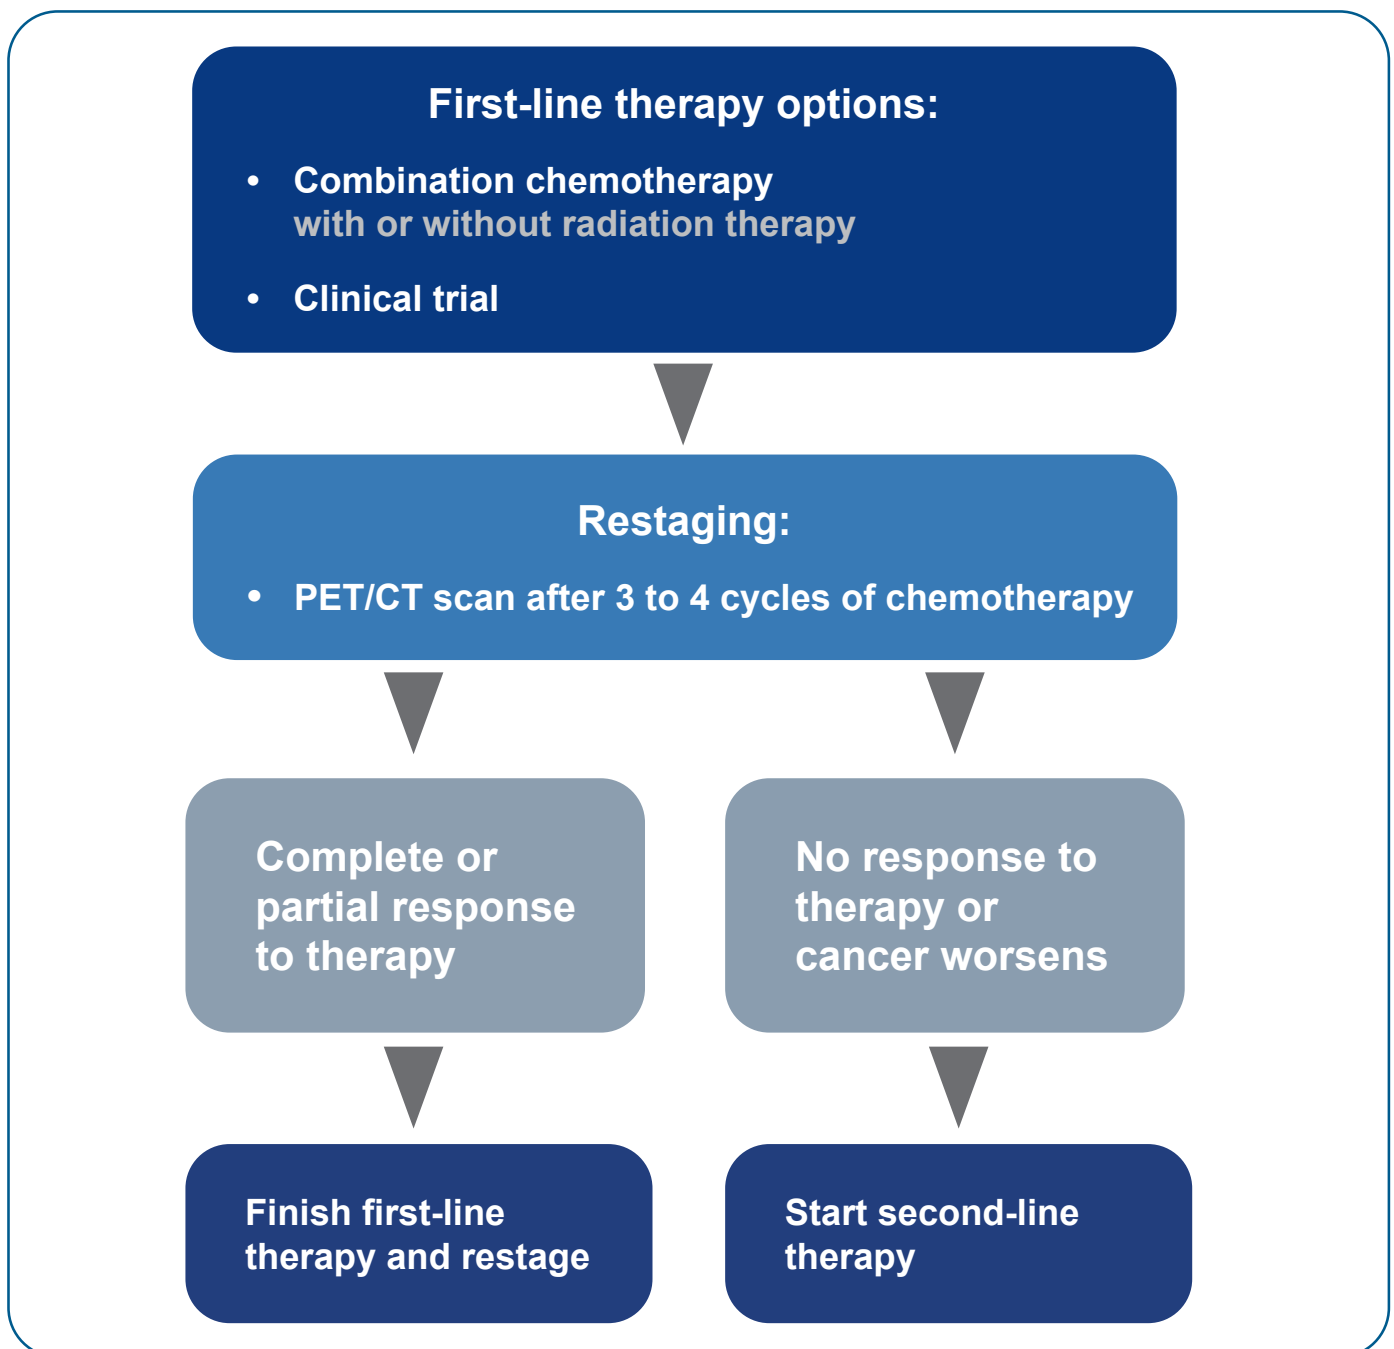 First-line therapy options:
• Combination chemotherapy
with or without radiation therapy
• Clinical trial
Restaging:
• PET/CT scan after 3 to 4 cycles of chemotherapy
Complete or
partial response
to therapy
No response to
therapy or
cancer worsens
Finish first-line
therapy and restage
Start second-line
therapy